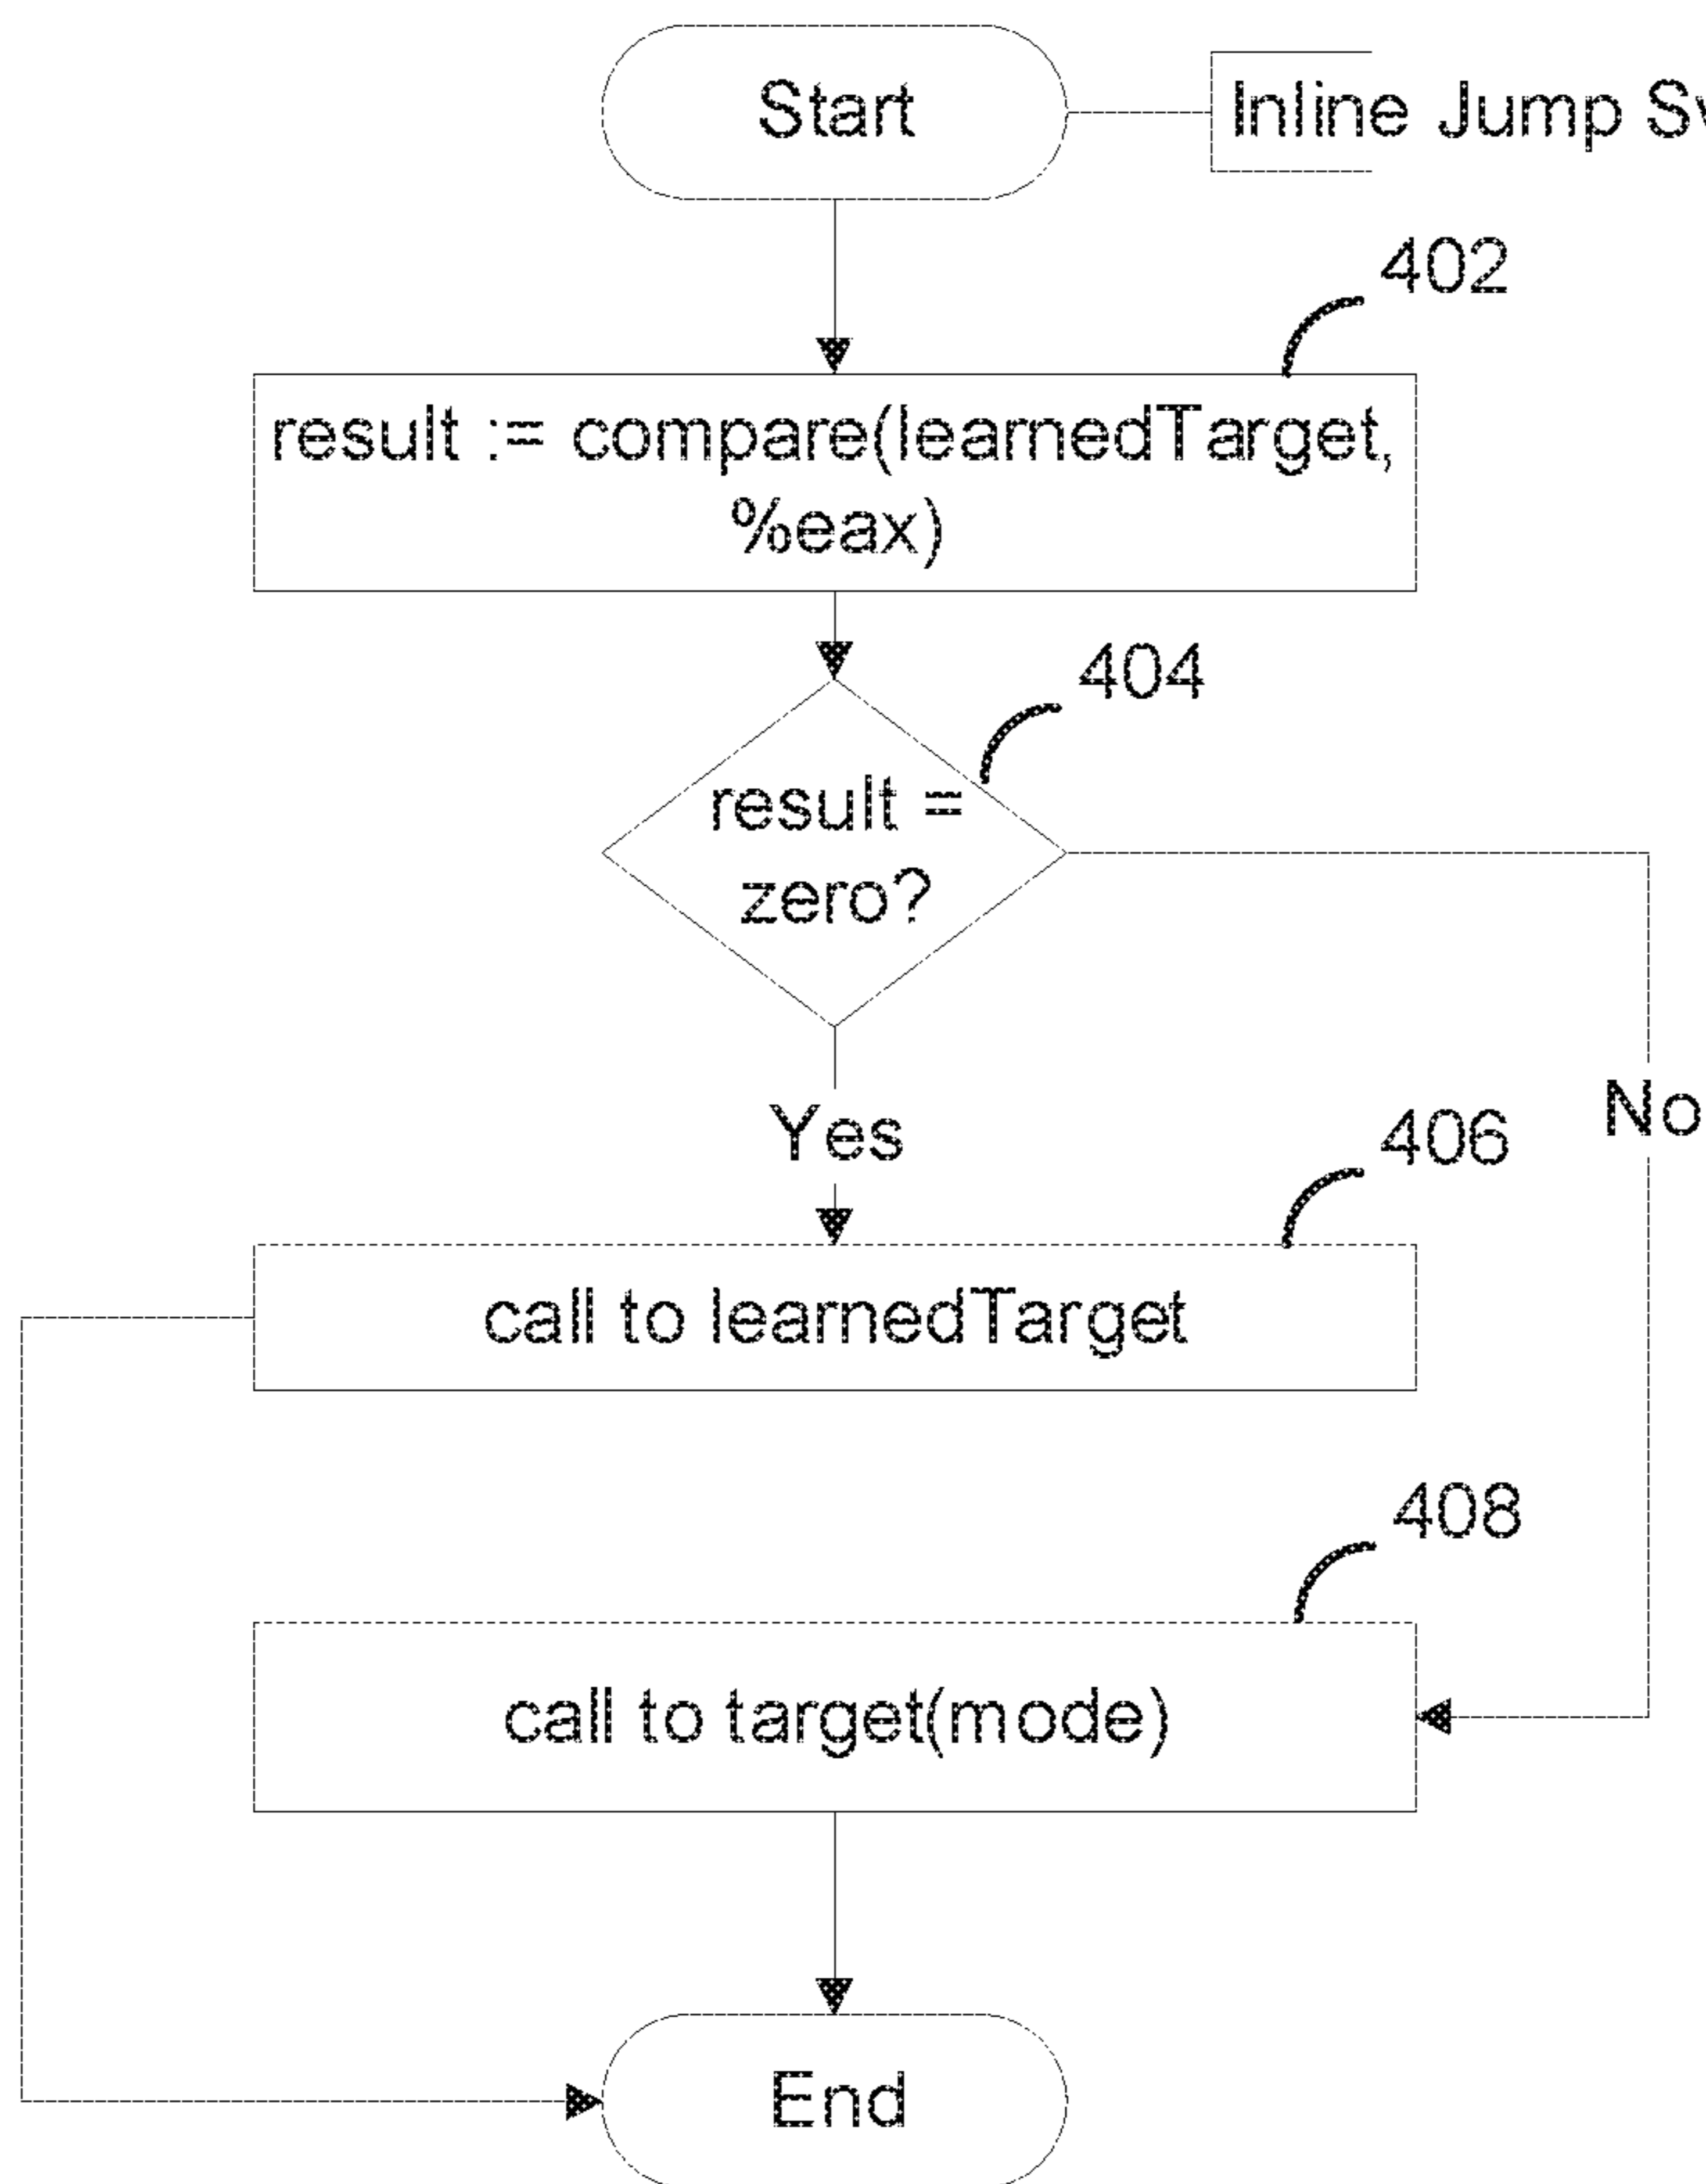 Start
Inline Jump
402
result := compare(learnedTarget,
%eax)
404
result =
zero?
Yes
No
406
call to learnedTarget
408
call to target(mode)
End